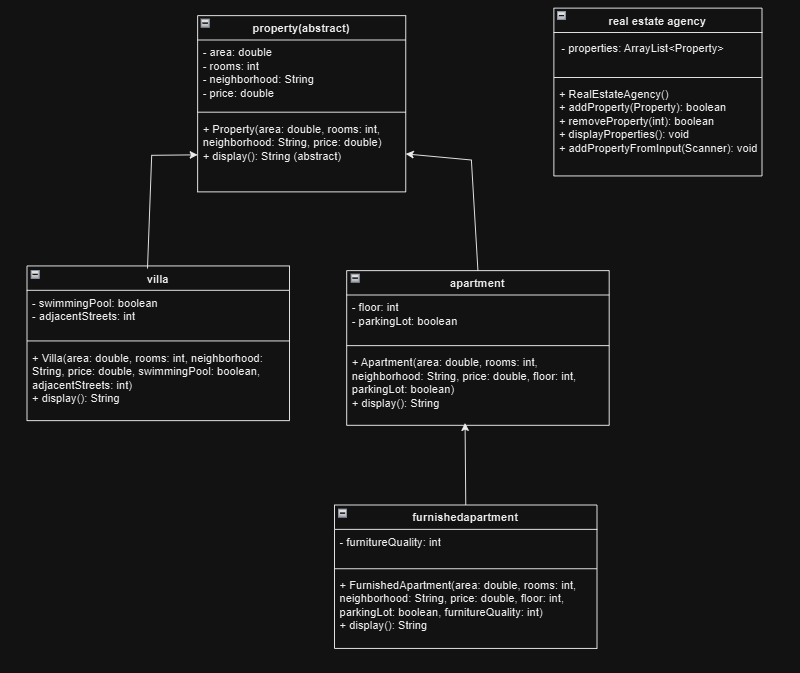 property(abstract)
- area: double
- rooms: int
- neighborhood: String
- price: double
+ Property(area: double, rooms: int,
neighborhood: String, price: double)
+ display(): String (abstract)
real estate agency
- properties: ArrayList<Property>
+ RealEstateAgency()
+ addProperty(Property): boolean
+ removeProperty(int): boolean
+ displayProperties(): void
+ addPropertyFromInput(Scanner): void
villa
- swimmingPool: boolean
- adjacentStreets: int
+ Villa(area: double, rooms: int, neighborhood:
String, price: double, swimmingPool: boolean,
adjacentStreets: int)
+ display(): String
apartment
- floor: int
- parkingLot: boolean
+ Apartment(area: double, rooms: int,
neighborhood: String, price: double, floor: int,
parkingLot: boolean)
+ display(): String
furnishedapartment
- furnitureQuality: int
+ FurnishedApartment(area: double, rooms: int,
neighborhood: String, price: double, floor: int,
parkingLot: boolean, furnitureQuality: int)
+ display(): String